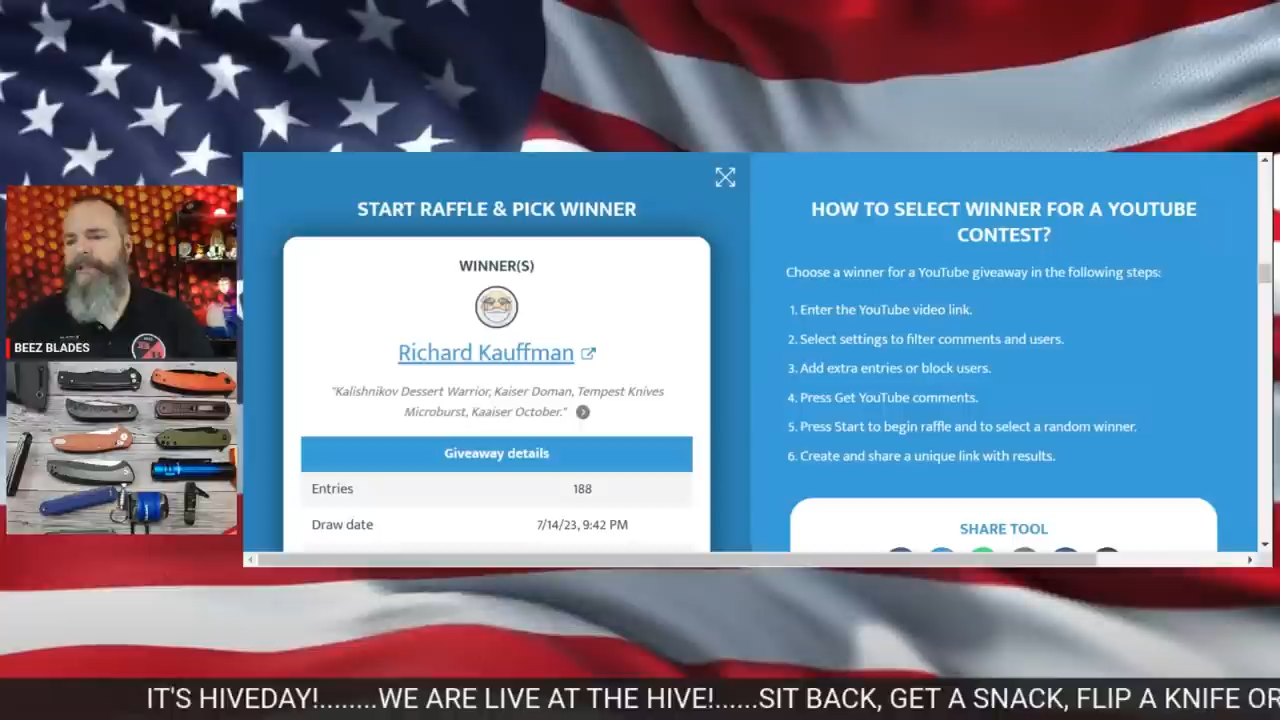 START RAFFLE & PICK WINNER
WINNER(S)
Richard Kauffman
"Kalishnikov Dessert Warrior, Kaiser Doman, Tempest Knives
Microburst, Kaaiser October."
Giveaway details
Entries 188
Draw date 7/14/23, 9:42 PM
HOW TO SELECT WINNER FOR A YOUTUBE
CONTEST?
Choose a winner for a YouTube giveaway in the following steps:
1. Enter the YouTube video link.
2. Select settings to filter comments and users.
3. Add extra entries or block users.
4. Press Get YouTube comments.
5. Press Start to begin raffle and to select a random winner.
6. Create and share a unique link with results.
SHARE TOOL
BEEZ BLADES
IT'S HIVEDAY!........WE ARE LIVE AT THE HIVE!......SIT BACK, GET A SNACK, FLIP A KNIFE OR